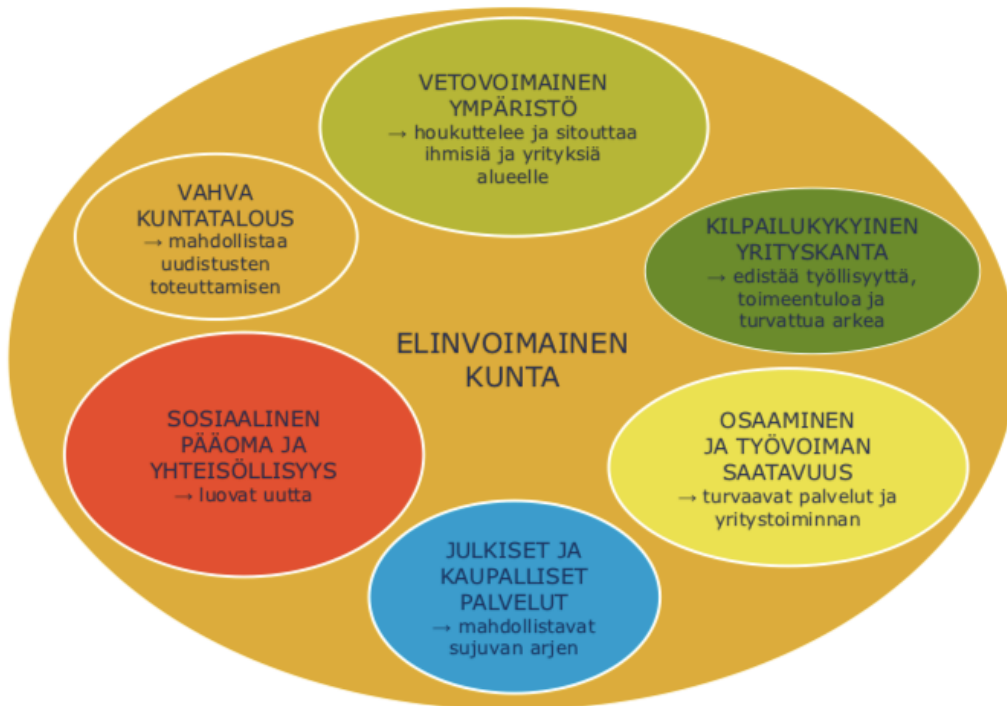 VETOVOIMAINEN
YMPÄRISTÖ
→ houkuttelee ja sitouttaa
ihmisiä ja yrityksiä
alueelle
VAHVA
KUNTATALOUS
→ mahdollistaa
uudistusten
toteuttamisen
KILPAILUKYKYINEN
YRITYSKANTA
→ edistää työllisyyttä,
toimeentuloa ja
turvattua arkea
ELINVOIMAINEN
KUNTA
SOSIAALINEN
PÄÄOMA JA
YHTEISÖLLISYYS
→ luovat uutta
OSAAMINEN
JA TYÖVOIMAN
SAATAVUUS
→ turvaavat palvelut ja
yritystoiminnan
JULKISET JA
KAUPALLISET
PALVELUT
→ mahdollistavat
sujuvan arjen